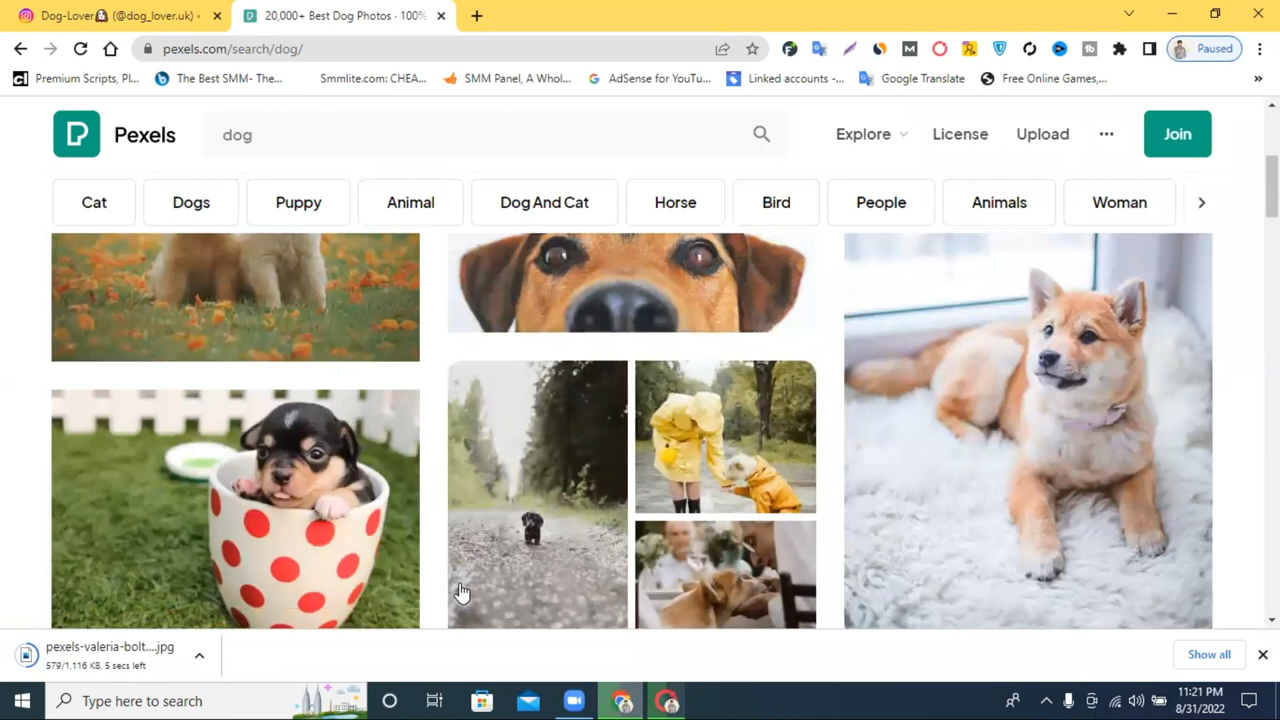 Dog-Lover (@dog_lover.uk) •
20,000+ Best Dog Photos · 100%
pexels.com/search/dog/
Paused
Premium Scripts, Pl...
The Best SMM- The...
Smmlite.com: CHEA...
SMM Panel, A Whol...
AdSense for YouTu...
Linked accounts -...
Google Translate
Free Online Games,...
Pexels
dog
Explore
License
Upload
Join
Cat
Dogs
Puppy
Animal
Dog And Cat
Horse
Bird
People
Animals
Woman
pexels-valeria-bolt....jpg
579/1,116 KB, 5 secs left
Show all
Type here to search
11:21 PM
8/31/2022